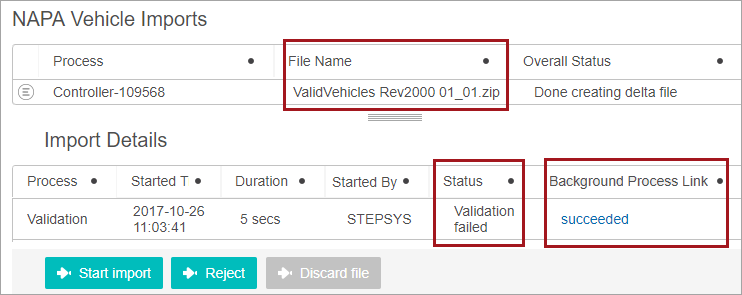 NAPA Vehicle Imports
Process File Name Overall Status
Controller-109568 ValidVehicles Rev2000 01_01.zip Done creating delta file
Import Details
Process Started T Duration Started By Status Background Process Link
Validation 2017-10-26 5 secs STEPSYS Validation succeeded
11:03:41 failed
Start import Reject Discard file